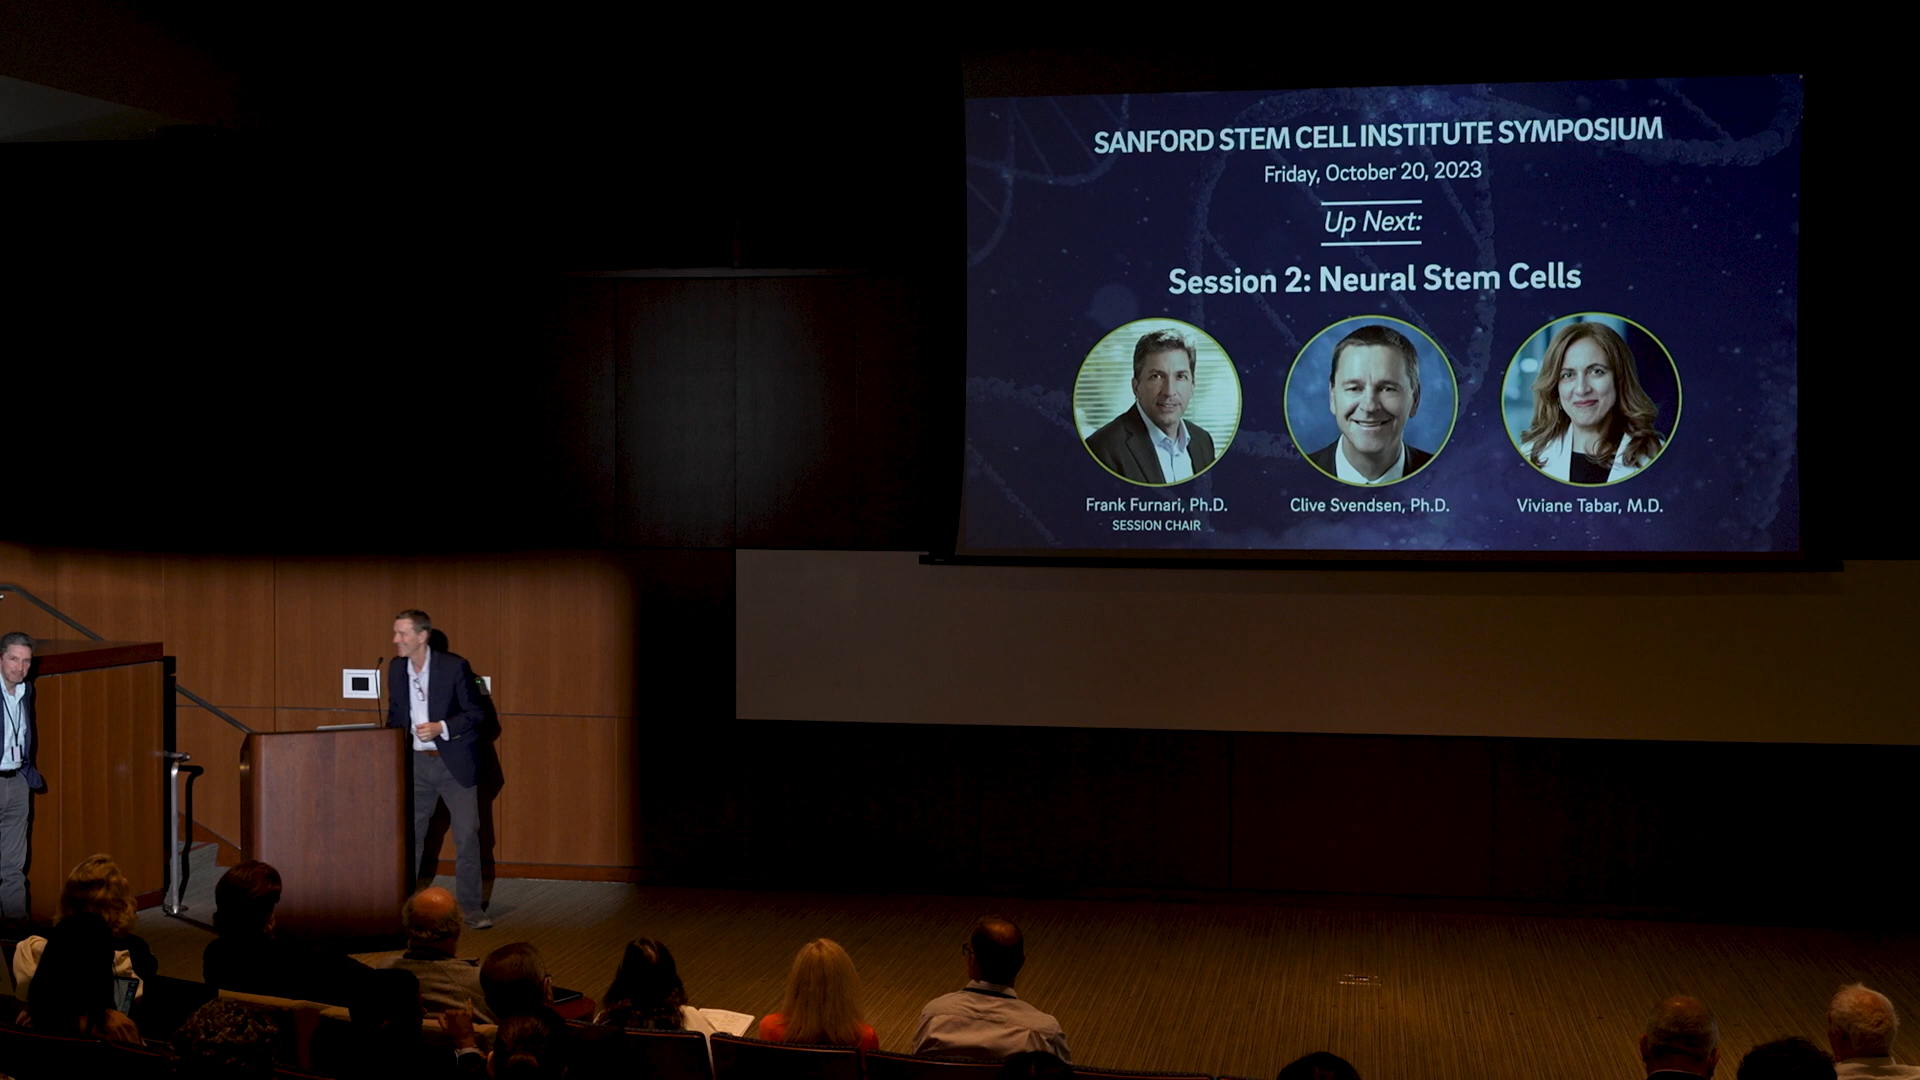 SANFORD STEM CELL INSTITUTE SYMPOSIUM
Friday, October 20, 2023
Up Next:
Session 2: Neural Stem Cells
Frank Furnari, Ph.D.
SESSION CHAIR
Clive Svendsen, Ph.D.
Viviane Tabar, M.D.